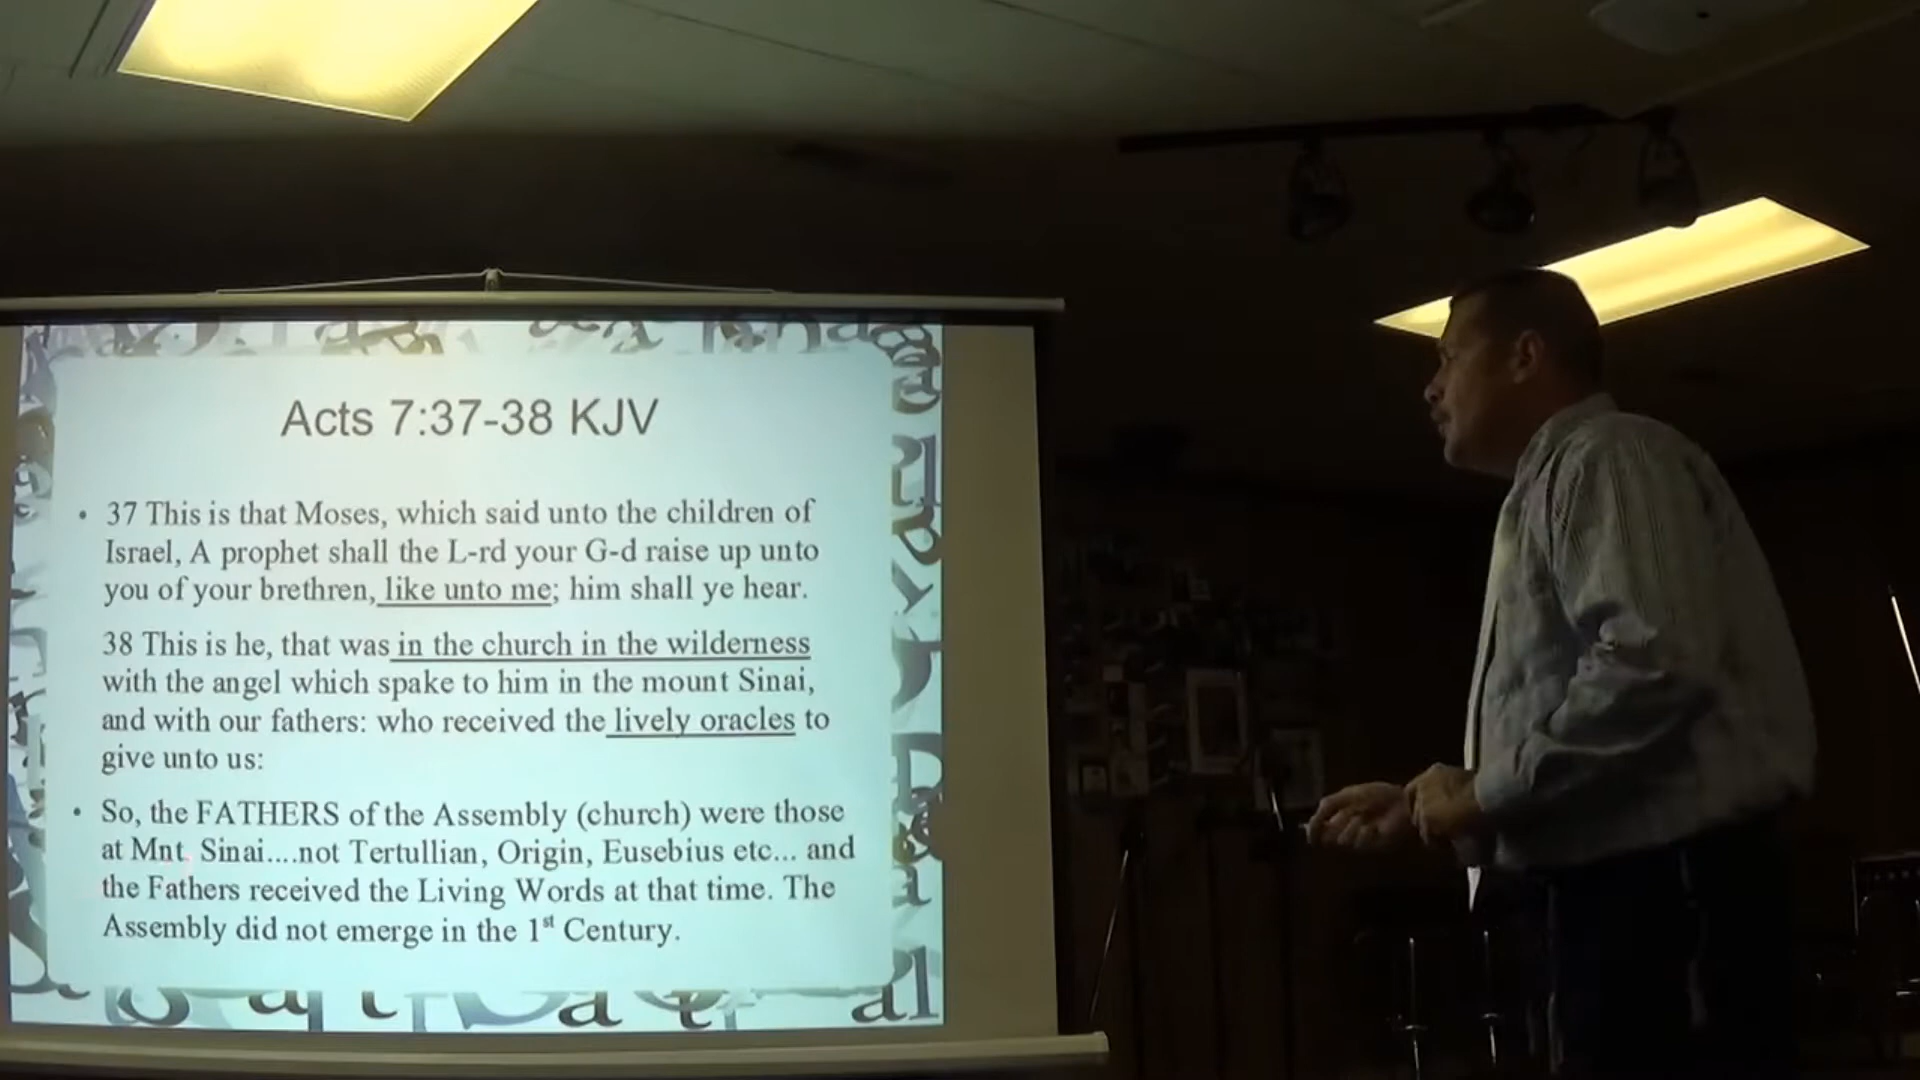 Acts 7:37-38 KJV
• 37 This is that Moses, which said unto the children of
Israel, A prophet shall the L-rd your G-d raise up unto
you of your brethren, like unto me; him shall ye hear.
38 This is he, that was in the church in the wilderness
with the angel which spake to him in the mount Sinai,
and with our fathers: who received the lively oracles to
give unto us:
• So, the FATHERS of the Assembly (church) were those
at Mnt. Sinai....not Tertullian, Origin, Eusebius etc... and
the Fathers received the Living Words at that time. The
Assembly did not emerge in the 1st Century.